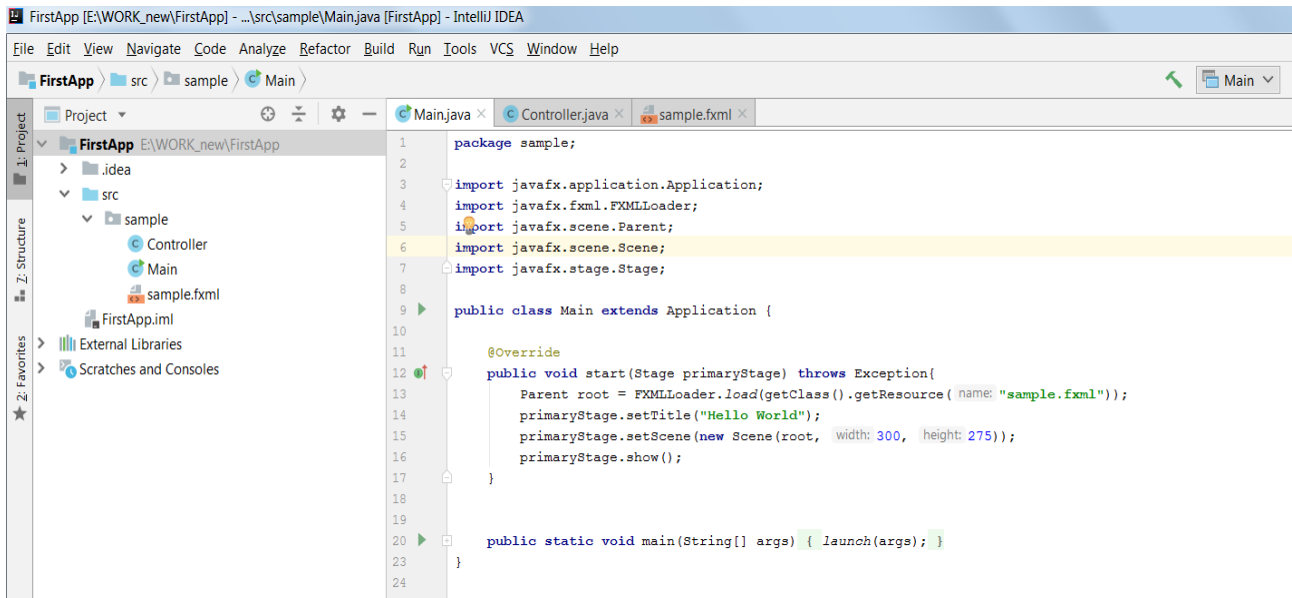 FirstApp [E:\WORK_new\FirstApp] - ...\src\sample\Main.java [FirstApp] - IntelliJ IDEA
File Edit View Navigate Code Analyze Refactor Build Run Tools VCS Window Help
FirstApp src sample Main
Main
1: Project
Z: Structure
2: Favorites
Project
FirstApp E:\WORK_new\FirstApp
.idea
src
sample
Controller
Main
sample.fxml
FirstApp.iml
External Libraries
Scratches and Consoles
Main.java Controller.java sample.fxml
1 package sample;
2
3 import javafx.application.Application;
4 import javafx.fxml.FXMLLoader;
5 import javafx.scene.Parent;
6 import javafx.scene.Scene;
7 import javafx.stage.Stage;
8
9 public class Main extends Application {
10
11 @Override
12 public void start(Stage primaryStage) throws Exception{
13 Parent root = FXMLLoader.load(getClass().getResource( name: "sample.fxml"));
14 primaryStage.setTitle("Hello World");
15 primaryStage.setScene(new Scene(root, width: 300, height: 275));
16 primaryStage.show();
17 }
18
19
20 public static void main(String[] args) { launch(args); }
23 }
24